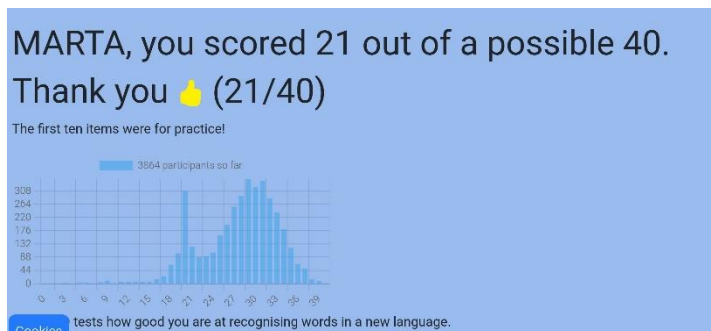 MARTA, you scored 21 out of a possible 40.
Thank you 👍 (21/40)
The first ten items were for practice!
3864 participants so far
308
264
220
176
132
88
44
0
0 3 6 9 12 15 18 21 24 27 30 33 36 39
Cookies tests how good you are at recognising words in a new language.